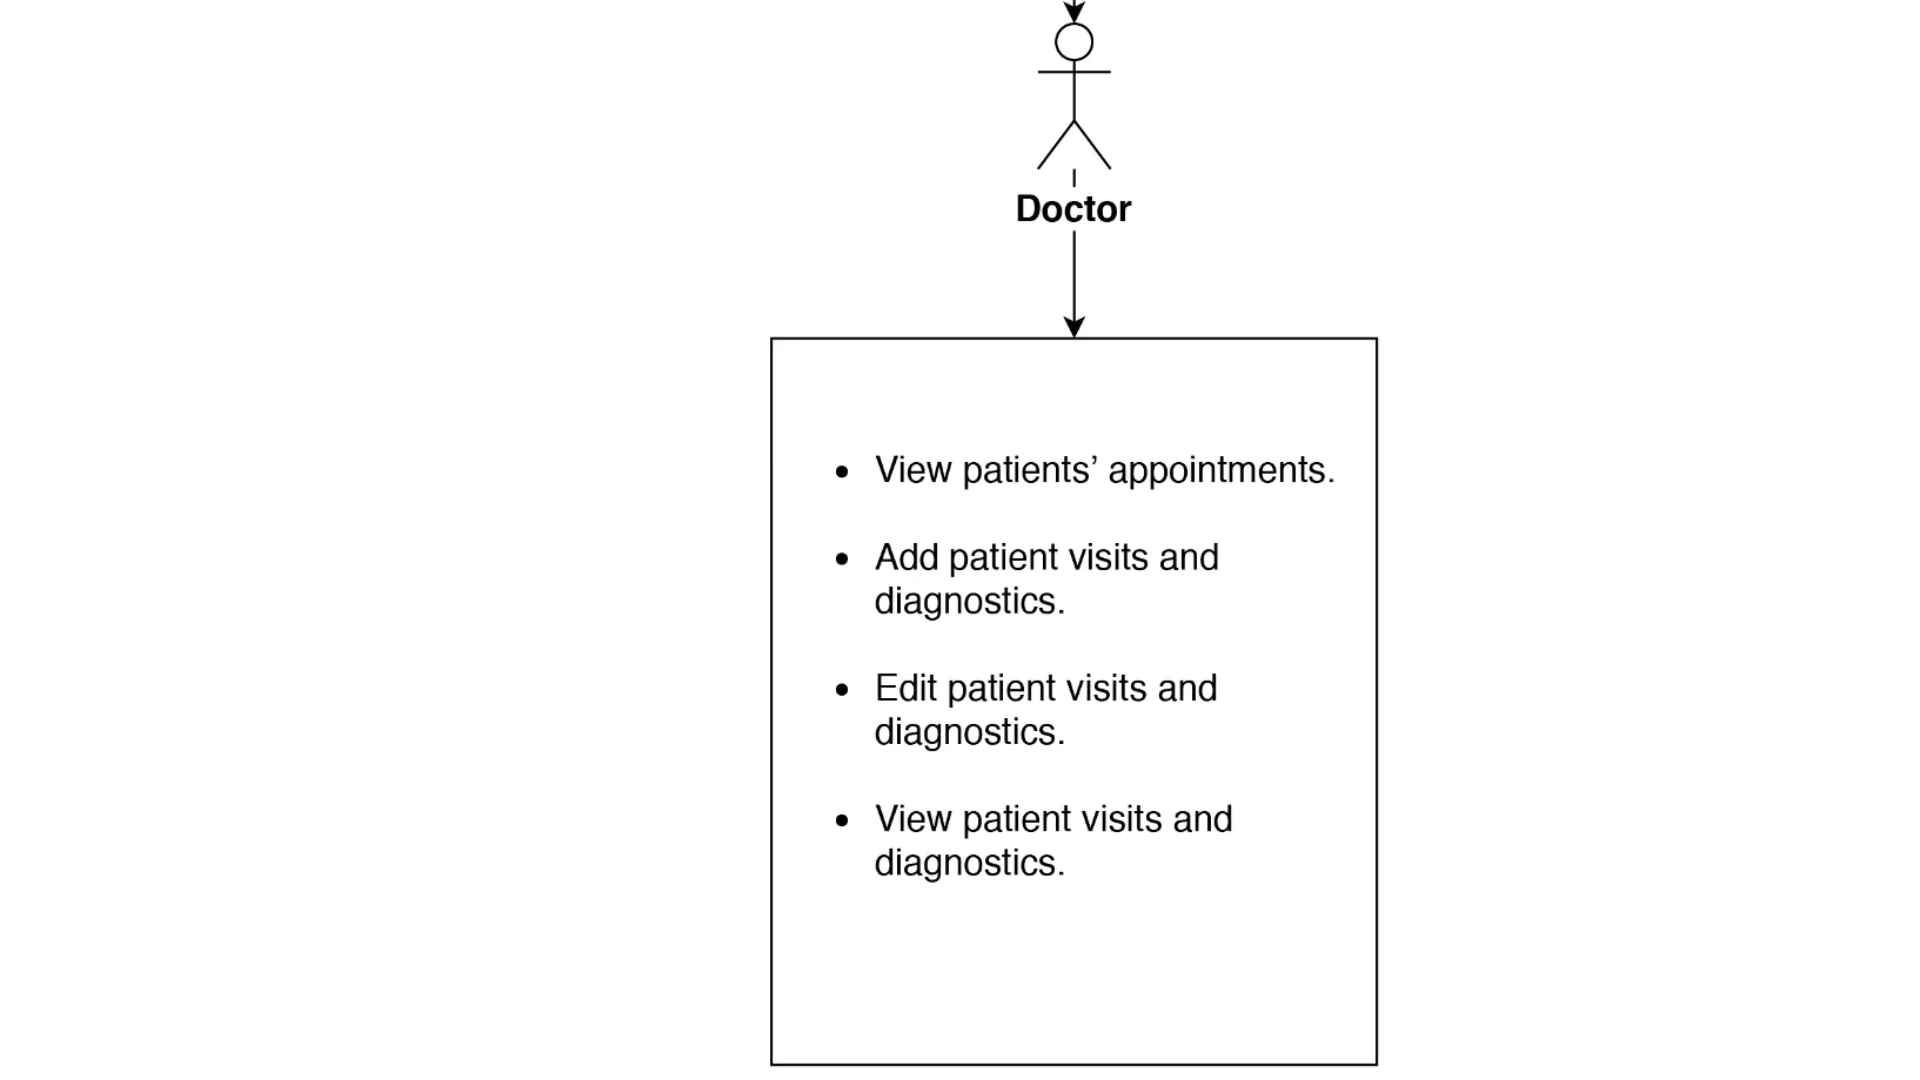 Doctor
• View patients’ appointments.
• Add patient visits and
diagnostics.
• Edit patient visits and
diagnostics.
• View patient visits and
diagnostics.